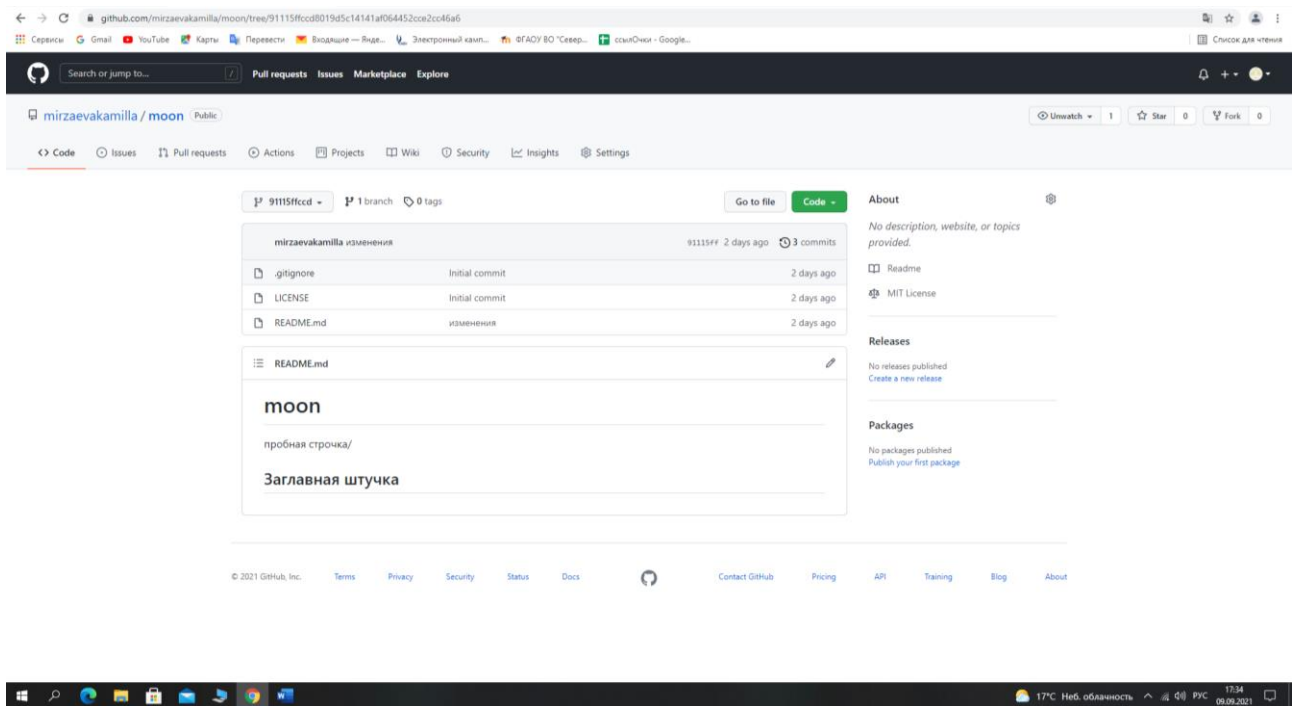 github.com/mirzaevakamilla/moon/tree/91115ffccd8019d5c14141af064452cce2cc46a6
Сервисы Gmail YouTube Карты Перевести Входящие — Янде... Электронный камп... ФГАОУ ВО "Север... ссылОчки - Google... Список для чтения
Search or jump to... / Pull requests Issues Marketplace Explore
mirzaevakamilla / moon Public Unwatch 1 Star 0 Fork 0
Code Issues Pull requests Actions Projects Wiki Security Insights Settings
91115ffccd 1 branch 0 tags Go to file Code
mirzaevakamilla изменения 91115ff 2 days ago 3 commits
.gitignore Initial commit 2 days ago
LICENSE Initial commit 2 days ago
README.md изменения 2 days ago
README.md
moon
пробная строчка/
Заглавная штучка
About
No description, website, or topics
provided.
Readme
MIT License
Releases
No releases published
Create a new release
Packages
No packages published
Publish your first package
© 2021 GitHub, Inc. Terms Privacy Security Status Docs Contact GitHub Pricing API Training Blog About
17°C Неб. облачность РУС 17:34
09.09.2021